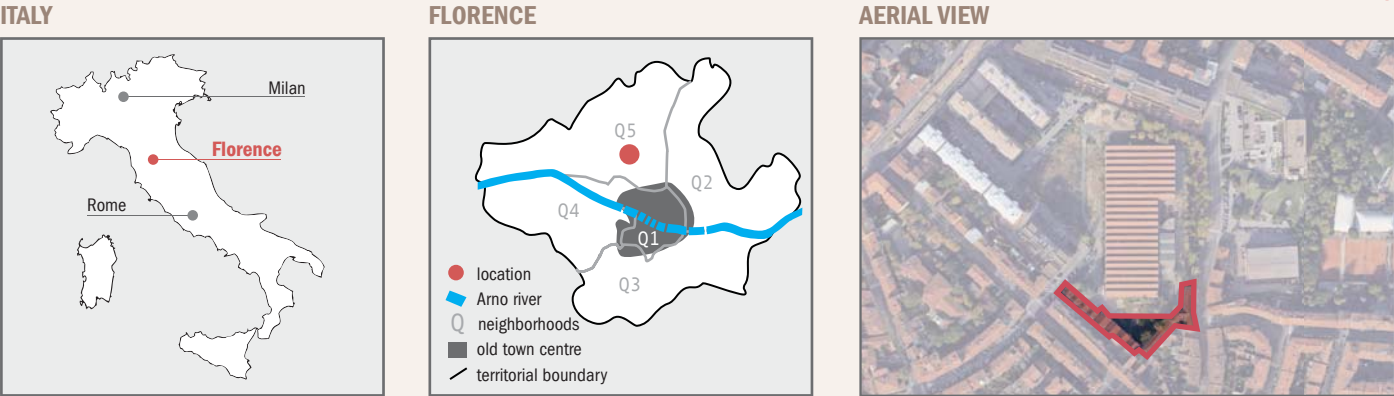 ITALY
Milan
Florence
Rome
FLORENCE
Q5
Q2
Q4
Q1
Q3
location
Arno river
Q neighborhoods
old town centre
territorial boundary
AERIAL VIEW